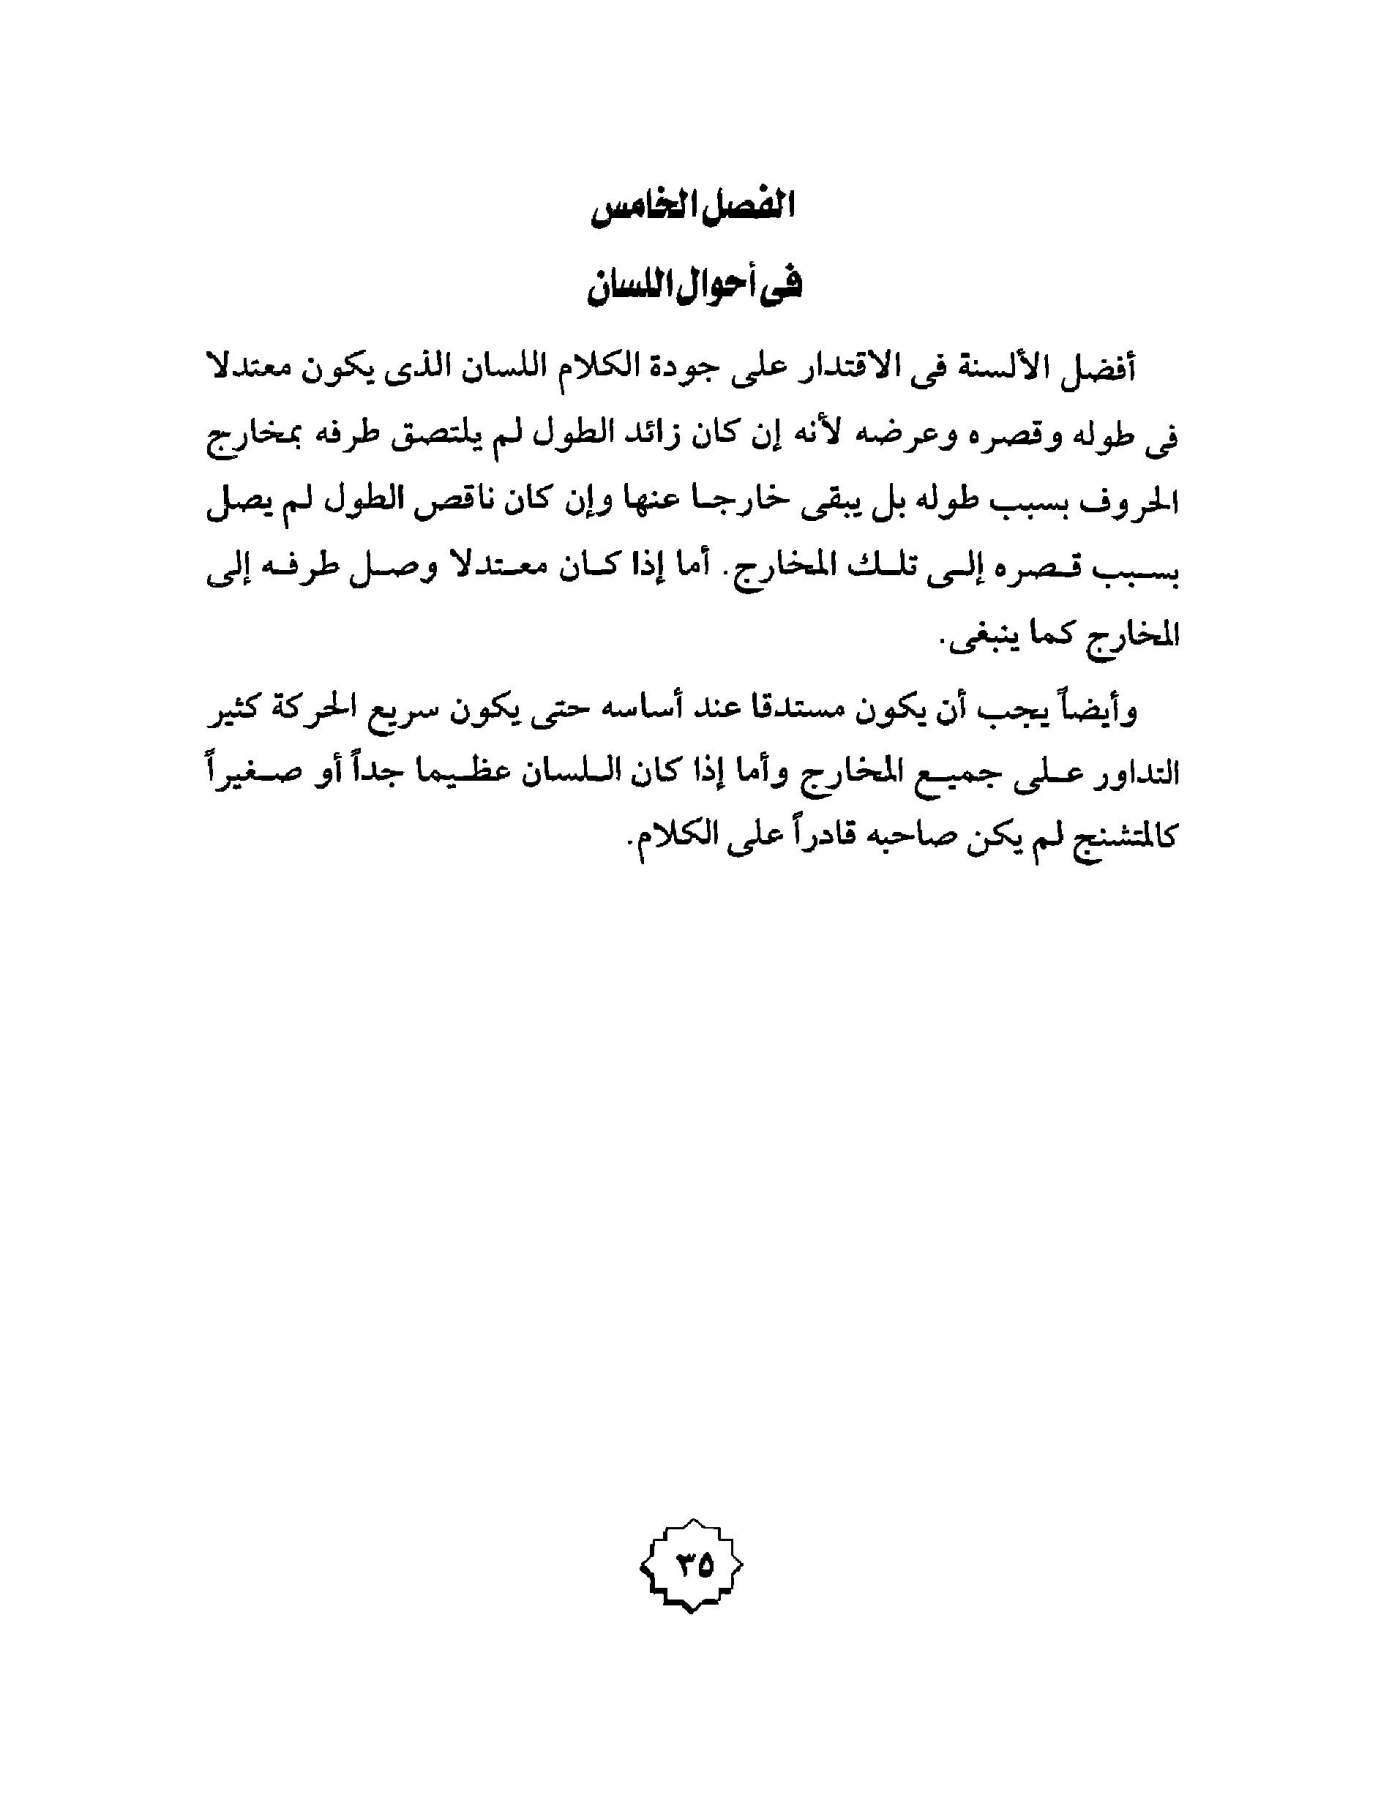 الفصل الخامس
فى أحوال اللسان
أفضل الألسنة فى الاقتدار على جودة الكلام اللسان الذى يكون معتدلا
فى طوله وقصره وعرضه لأنه إن كان زائد الطول لم يلتصق طرفه بمخارج
الحروف بسبب طوله بل يبقى خارجا عنها وإن كان ناقص الطول لم يصل
بسبب قصره إلى تلك المخارج. أما إذا كان معتدلا وصل طرفه إلى
المخارج كما ينبغى.
وأيضاً يجب أن يكون مستدقا عند أساسه حتى يكون سريع الحركة كثير
التداور على جميع المخارج وأما إذا كان اللسان عظيما جداً أو صغيراً
كالمتشنج لم يكن صاحبه قادراً على الكلام.
٣٥